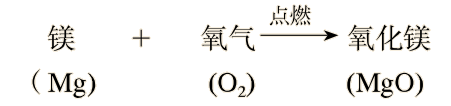 点燃
镁 + 氧气 → 氧化镁
(Mg) (O₂) (MgO)